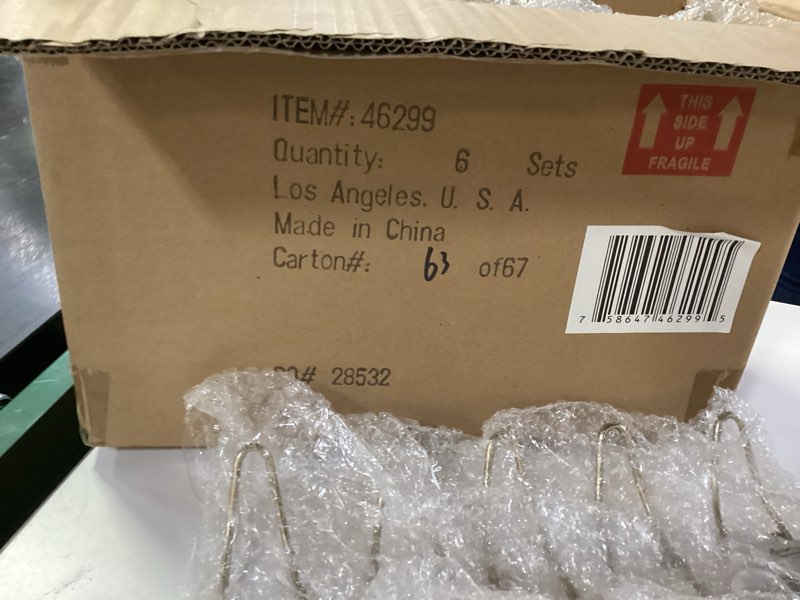 ITEM#: 46299
Quantity: 6 Sets
Los Angeles, U. S. A.
Made in China
Carton#: 63 of67
PO# 28532
THIS
SIDE
UP
FRAGILE
7 58647 46299 5